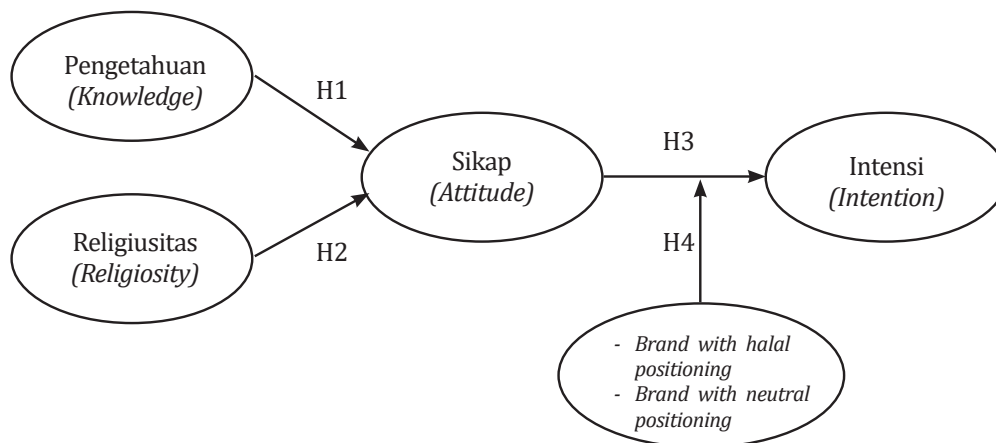 Pengetahuan
(Knowledge)
H1
Sikap
(Attitude)
H3
Intensi
(Intention)
Religiusitas
(Religiosity)
H2
H4
- Brand with halal
positioning
- Brand with neutral
positioning